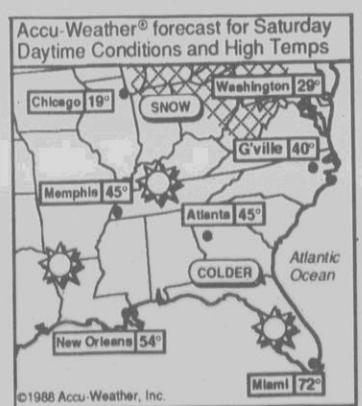 Accu-Weather® forecast for Saturday
Daytime Conditions and High Temps
Washington 29°
Chicago 19°
SNOW
G'ville 40°
Memphis 45°
Atlanta 45°
Atlantic
Ocean
COLDER
New Orleans 54°
Miami 72°
©1988 Accu-Weather, Inc.